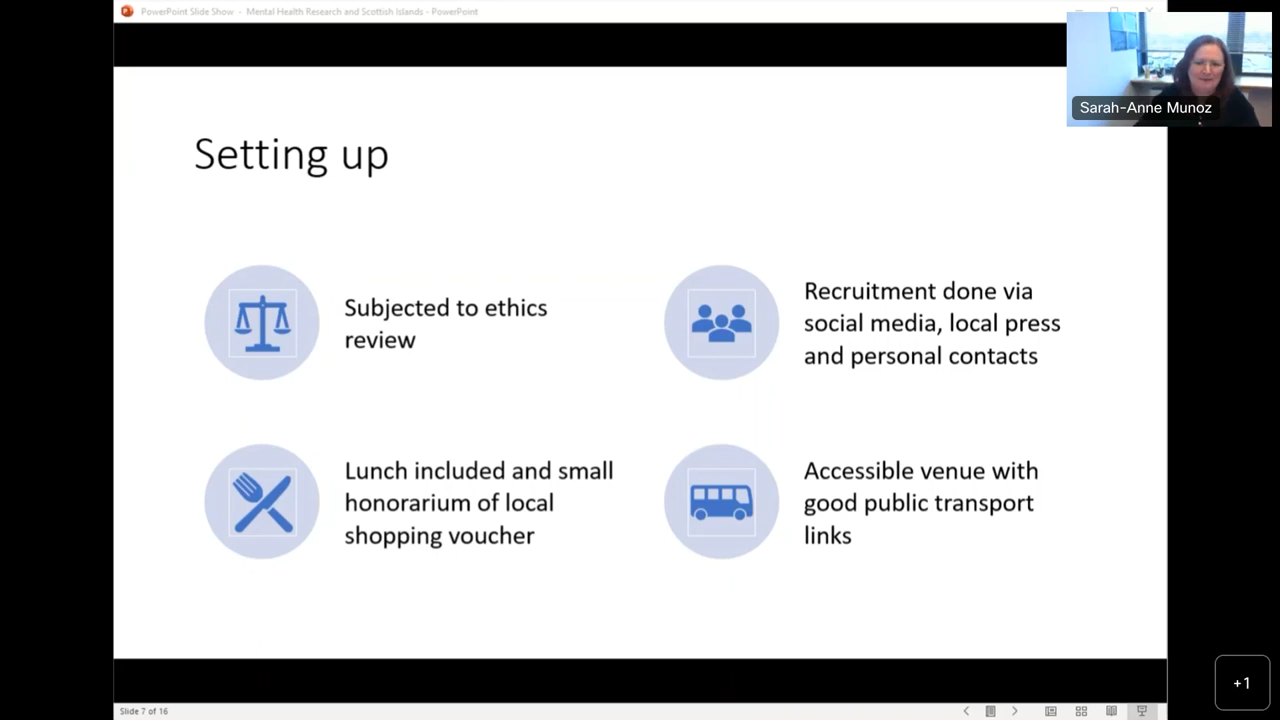 PowerPoint Slide Show - Mental Health Research and Scottish Islands - PowerPoint
Sarah-Anne Munoz
Setting up
Subjected to ethics
review
Recruitment done via
social media, local press
and personal contacts
Lunch included and small
honorarium of local
shopping voucher
Accessible venue with
good public transport
links
+1
Slide 7 of 16